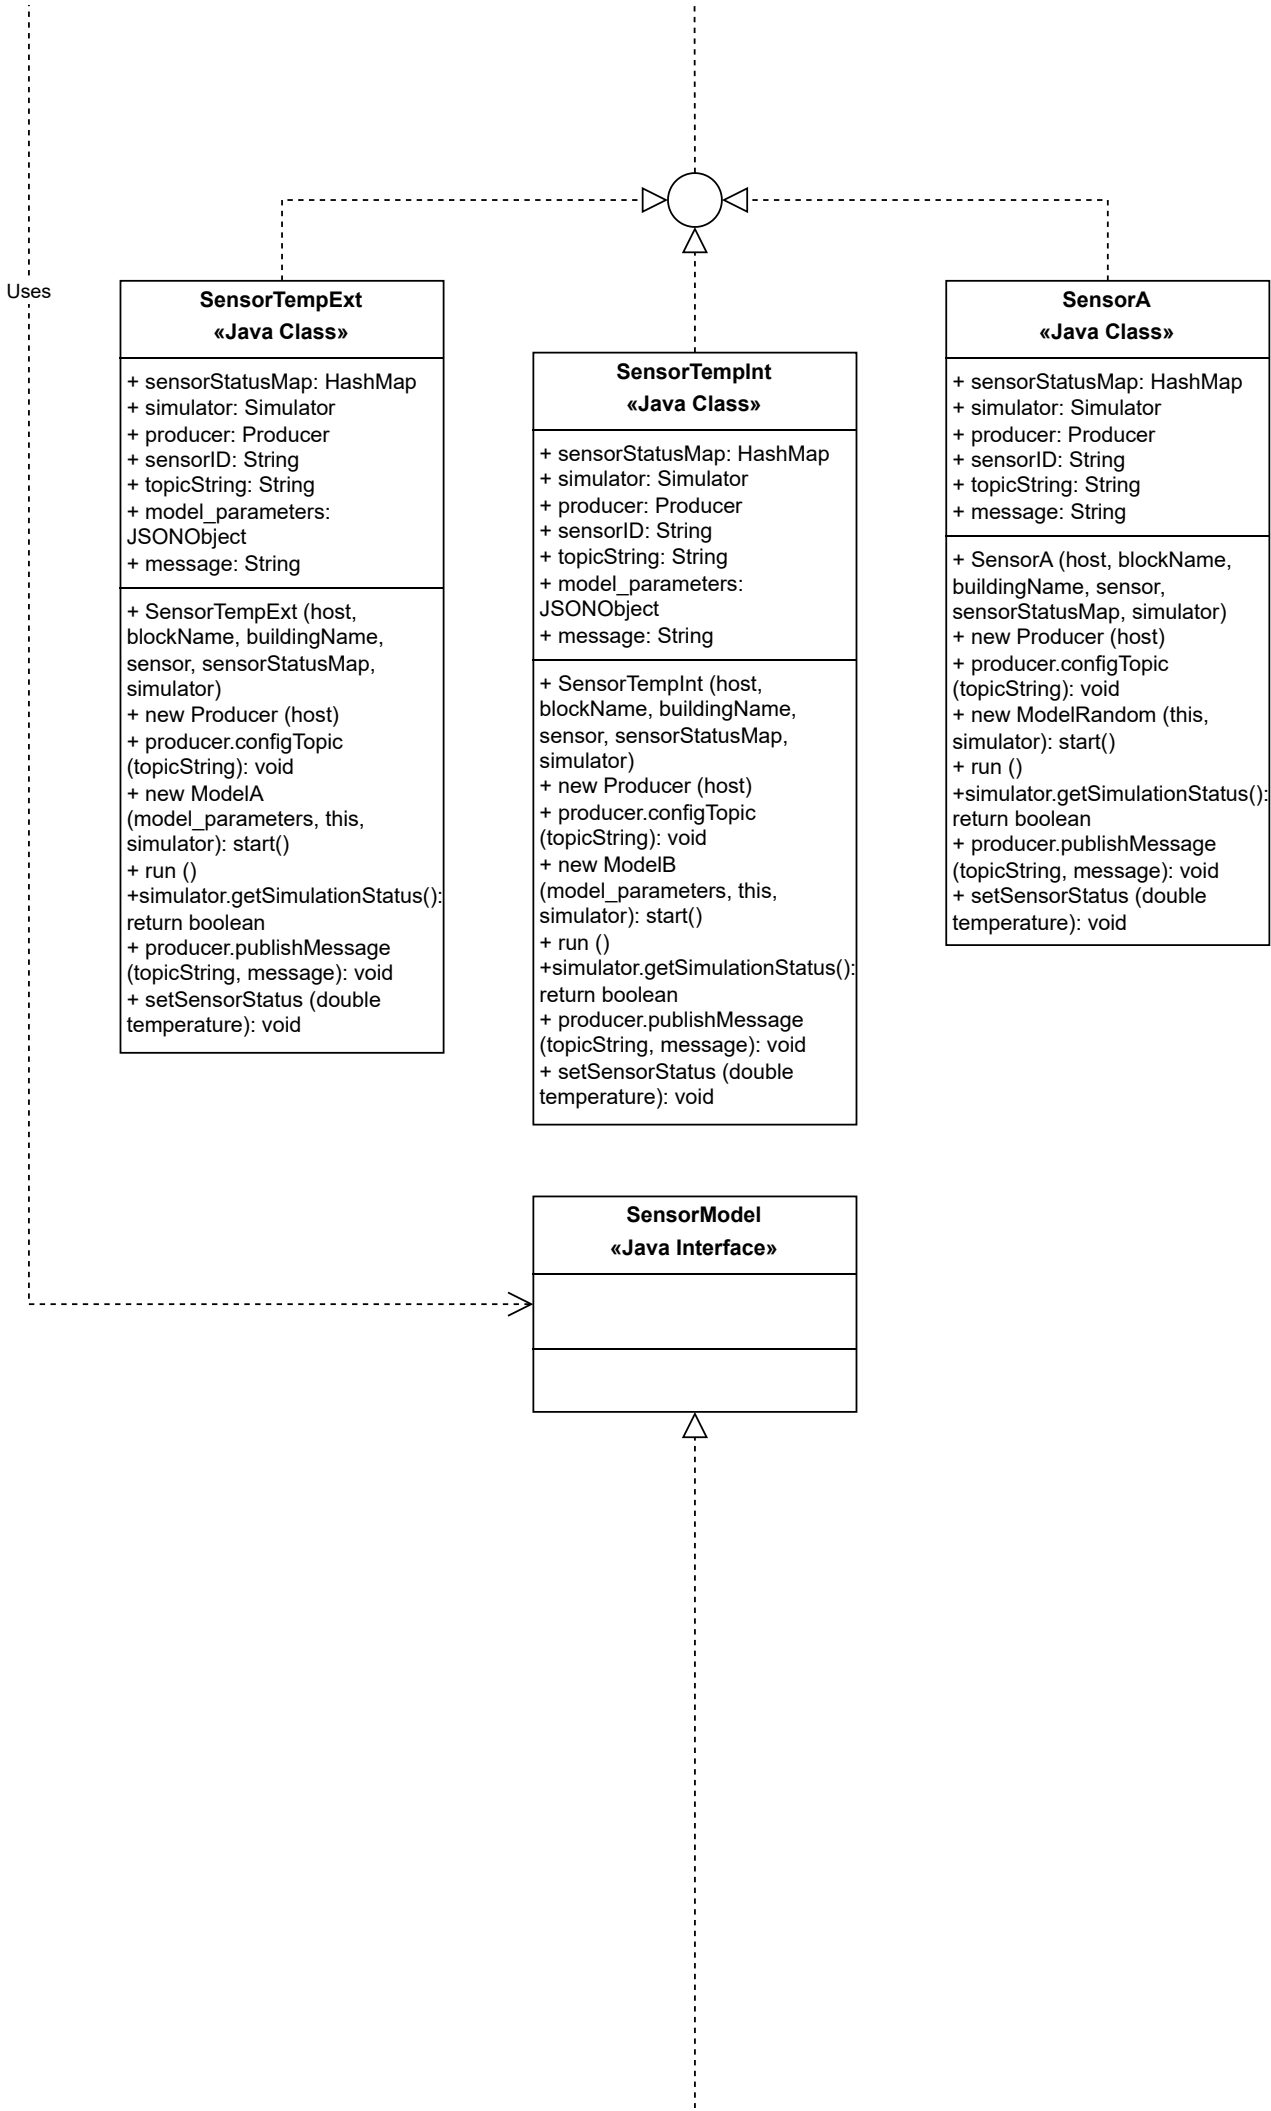 Uses
SensorTempExt
«Java Class»
+ sensorStatusMap: HashMap
+ simulator: Simulator
+ producer: Producer
+ sensorID: String
+ topicString: String
+ model_parameters:
JSONObject
+ message: String
+ SensorTempExt (host,
blockName, buildingName,
sensor, sensorStatusMap,
simulator)
+ new Producer (host)
+ producer.configTopic
(topicString): void
+ new ModelA
(model_parameters, this,
simulator): start()
+ run ()
+simulator.getSimulationStatus():
return boolean
+ producer.publishMessage
(topicString, message): void
+ setSensorStatus (double
temperature): void
SensorTempInt
«Java Class»
+ sensorStatusMap: HashMap
+ simulator: Simulator
+ producer: Producer
+ sensorID: String
+ topicString: String
+ model_parameters:
JSONObject
+ message: String
+ SensorTempInt (host,
blockName, buildingName,
sensor, sensorStatusMap,
simulator)
+ new Producer (host)
+ producer.configTopic
(topicString): void
+ new ModelB
(model_parameters, this,
simulator): start()
+ run ()
+simulator.getSimulationStatus():
return boolean
+ producer.publishMessage
(topicString, message): void
+ setSensorStatus (double
temperature): void
SensorA
«Java Class»
+ sensorStatusMap: HashMap
+ simulator: Simulator
+ producer: Producer
+ sensorID: String
+ topicString: String
+ message: String
+ SensorA (host, blockName,
buildingName, sensor,
sensorStatusMap, simulator)
+ new Producer (host)
+ producer.configTopic
(topicString): void
+ new ModelRandom (this,
simulator): start()
+ run ()
+simulator.getSimulationStatus():
return boolean
+ producer.publishMessage
(topicString, message): void
+ setSensorStatus (double
temperature): void
SensorModel
«Java Interface»